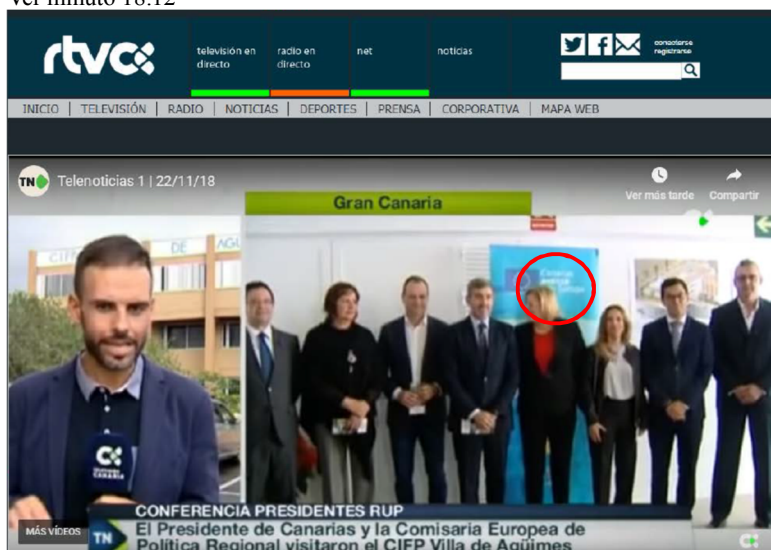 Ver minuto 18:12
rtvc
televisión en
directo
radio en
directo
net
noticias
conectarse
registrarse
INICIO | TELEVISIÓN | RADIO | NOTICIAS | DEPORTES | PRENSA | CORPORATIVA | MAPA WEB
TN Telenoticias 1 | 22/11/18
Ver más tarde
Compartir
Gran Canaria
CIFP
DE
CONFERENCIA PRESIDENTES RUP
MÁS VÍDEOS
TN
El Presidente de Canarias y la Comisaria Europea de
Política Regional visitaron el CIFP Villa de Agüimes